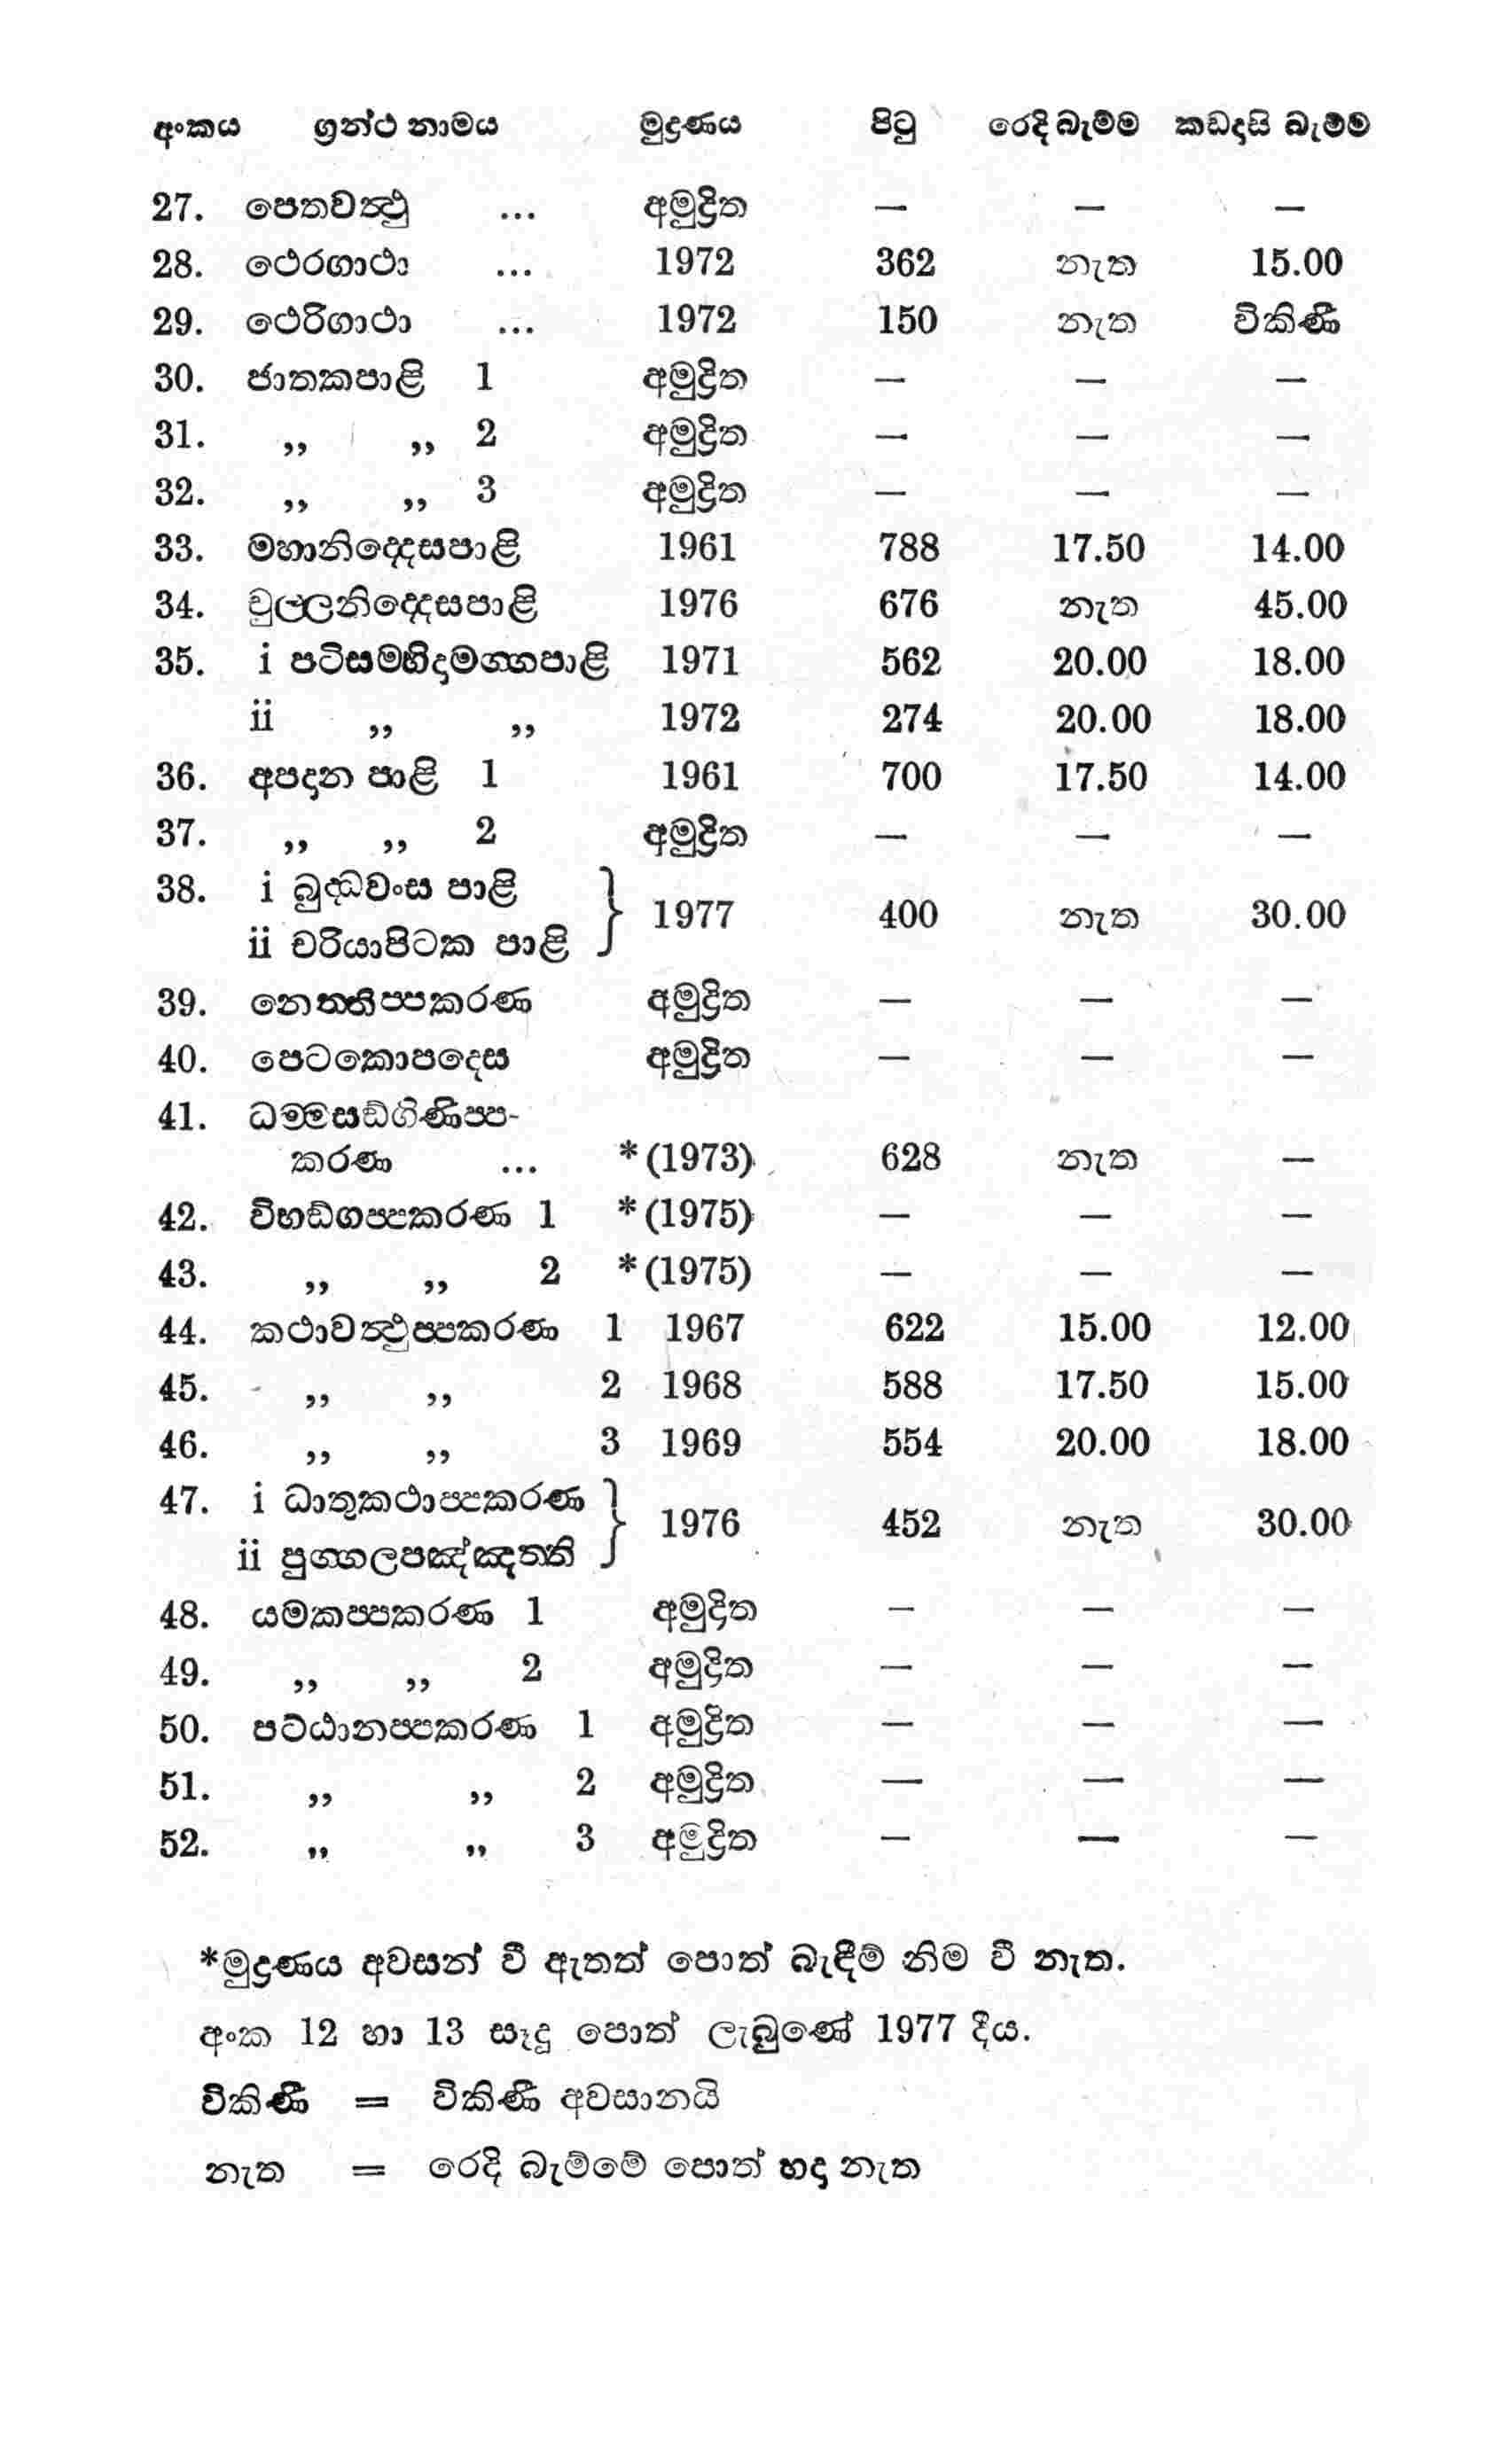 අංකය ග්‍රන්ථ නාමය මුද්‍රණය පිටු රෙදි බැම්ම කඩදාසි බැම්ම
27. පෙතවත්‍ථු ... අමුද්‍රිත — — —
28. ථෙරගාථා ... 1972 362 නැත 15.00
29. ථෙරිගාථා ... 1972 150 නැත විකිණී
30. ජාතකපාළි 1 අමුද්‍රිත — — —
31. ,, ,, 2 අමුද්‍රිත — — —
32. ,, ,, 3 අමුද්‍රිත — — —
33. මහානිද්‍දෙසපාළි 1961 788 17.50 14.00
34. චුල්‍ලනිද්‍දෙසපාළි 1976 676 නැත 45.00
35. i පටිසම්භිදාමග්ගපාළි 1971 562 20.00 18.00
ii ,, ,, 1972 274 20.00 18.00
36. අපදාන පාළි 1 1961 700 17.50 14.00
37. ,, ,, 2 අමුද්‍රිත — — —
38. i බුද්‍ධවංස පාළි
} 1977 400 නැත 30.00
ii චරියාපිටක පාළි
39. නෙත්තිප්පකරණ අමුද්‍රිත — — —
40. පෙටකොපදෙස අමුද්‍රිත — — —
41. ධම්මසඞ්ගිණිප්ප-
කරණ ... *(1973) 628 නැත —
42. විභඞ්ගප්පකරණ 1 *(1975) — — —
43. ,, ,, 2 *(1975) — — —
44. කථාවත්‍ථුප්පකරණ 1 1967 622 15.00 12.00
45. ,, ,, 2 1968 588 17.50 15.00
46. ,, ,, 3 1969 554 20.00 18.00
47. i ධාතුකථාප්පකරණ
} 1976 452 නැත 30.00
ii පුග්ගලපඤ්ඤත්ති
48. යමකප්පකරණ 1 අමුද්‍රිත — — —
49. ,, ,, 2 අමුද්‍රිත — — —
50. පට්ඨානප්පකරණ 1 අමුද්‍රිත — — —
51. ,, ,, 2 අමුද්‍රිත — — —
52. ,, ,, 3 අමුද්‍රිත — — —
*මුද්‍රණය අවසන් වී ඇතත් පොත් බැඳීම් නිම වී නැත.
අංක 12 හා 13 සෑදූ පොත් ලැබුණේ 1977 දීය.
විකිණී = විකිණී අවසානයි
නැත = රෙදි බැම්මේ පොත් හදා නැත